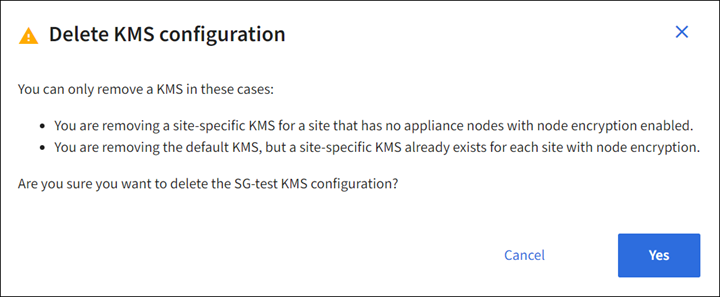 Delete KMS configuration
You can only remove a KMS in these cases:
• You are removing a site-specific KMS for a site that has no appliance nodes with node encryption enabled.
• You are removing the default KMS, but a site-specific KMS already exists for each site with node encryption.
Are you sure you want to delete the SG-test KMS configuration?
Cancel
Yes